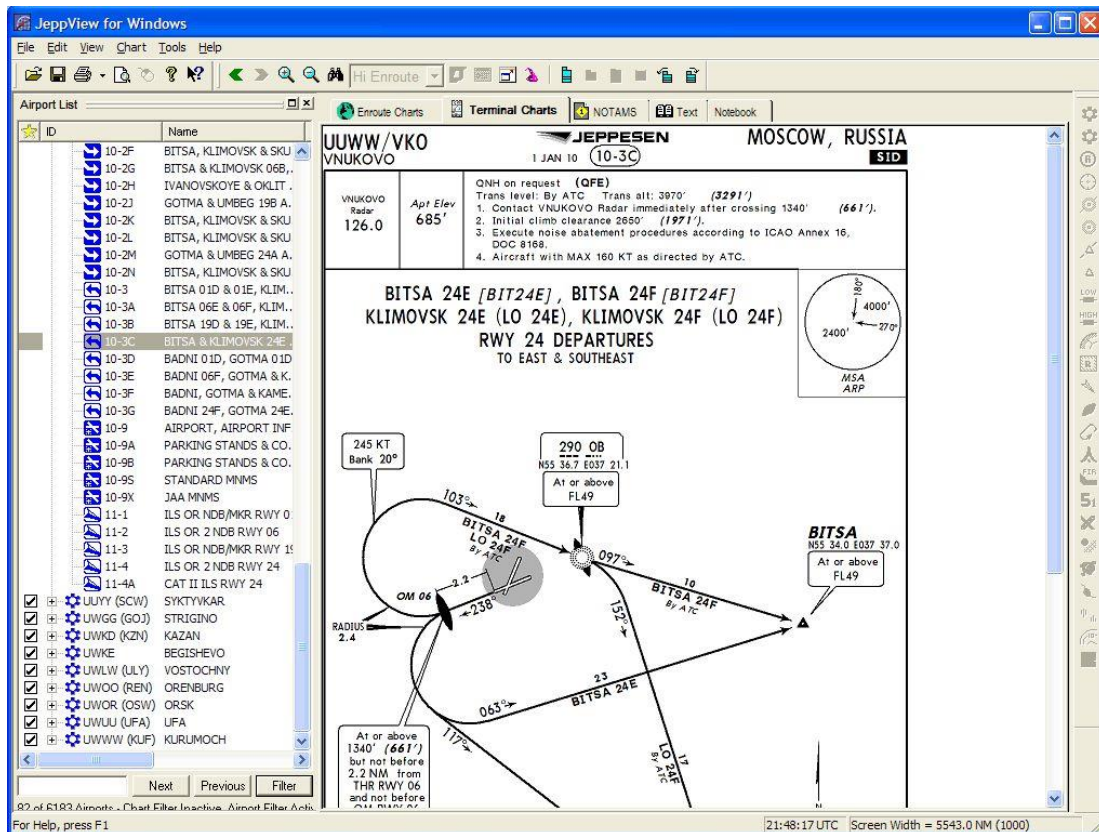 JeppView for Windows
File Edit View Chart Tools Help
Hi Enroute
Airport List
ID Name
10-2F BITSA, KLIMOVSK & SKU
10-2G BITSA & KLIMOVSK 06B,..
10-2H IVANOVSKOYE & OKLIT .
10-2J GOTMA & UMBEG 19B A.
10-2K BITSA, KLIMOVSK & SKU
10-2L BITSA, KLIMOVSK & SKU
10-2M GOTMA & UMBEG 24A A.
10-2N BITSA, KLIMOVSK & SKU
10-3 BITSA 01D & 01E, KLIM..
10-3A BITSA 06E & 06F, KLIM..
10-3B BITSA 19D & 19E, KLIM..
10-3C BITSA & KLIMOVSK 24E .
10-3D BADNI 01D, GOTMA 01D
10-3E BADNI 06F, GOTMA & K.
10-3F BADNI, GOTMA & KAME.
10-3G BADNI 24F, GOTMA 24E.
10-9 AIRPORT, AIRPORT INF
10-9A PARKING STANDS & CO.
10-9B PARKING STANDS & CO.
10-9S STANDARD MNMS
10-9X JAA MNMS
11-1 ILS OR NDB/MKR RWY 0
11-2 ILS OR 2 NDB RWY 06
11-3 ILS OR NDB/MKR RWY 19
11-4 ILS OR 2 NDB RWY 24
11-4A CAT II ILS RWY 24
UUYY (SCW) SYKTYVKAR
UWGG (GOJ) STRIGINO
UWKD (KZN) KAZAN
UWKE BEGISHEVO
UWLW (ULY) VOSTOCHNY
UWOO (REN) ORENBURG
UWOR (OSW) ORSK
UWUU (UFA) UFA
UWWW (KUF) KURUMOCH
Next Previous Filter
82 of 6183 Airports - Chart Filter Inactive, Airport Filter Activ
Enroute Charts Terminal Charts NOTAMS Text Notebook
UUWW/VKO JEPPESEN MOSCOW, RUSSIA
VNUKOVO 1 JAN 10 10-3C SID
VNUKOVO
Radar
126.0
Apt Elev
685'
QNH on request (QFE)
Trans level: By ATC Trans alt: 3970' (3291')
1. Contact VNUKOVO Radar immediately after crossing 1340' (661').
2. Initial climb clearance 2650' (1971').
3. Execute noise abatement procedures according to ICAO Annex 16,
DOC 8168.
4. Aircraft with MAX 160 KT as directed by ATC.
BITSA 24E [BIT24E], BITSA 24F [BIT24F]
KLIMOVSK 24E (LO 24E), KLIMOVSK 24F (LO 24F)
RWY 24 DEPARTURES
TO EAST & SOUTHEAST
180°
4000'
2400'
270°
MSA
ARP
245 KT
Bank 20°
290 OB
N55 36.7 E037 21.1
At or above
FL49
103°
18
BITSA 24F
LO 24F
By ATC
BITSA
N55 34.0 E037 37.0
At or above
FL49
097°
10
BITSA 24F
By ATC
2.2
OM 06
238°
152°
RADIUS
2.4
23
BITSA 24E
063°
117°
17
LO 24F
By ATC
At or above
1340' (661')
but not before
2.2 NM from
THR RWY 06
and not before
OM RWY 06
N
LOW
HIGH
R
FIR
51
For Help, press F1 21:48:17 UTC Screen Width = 5543.0 NM (1000)